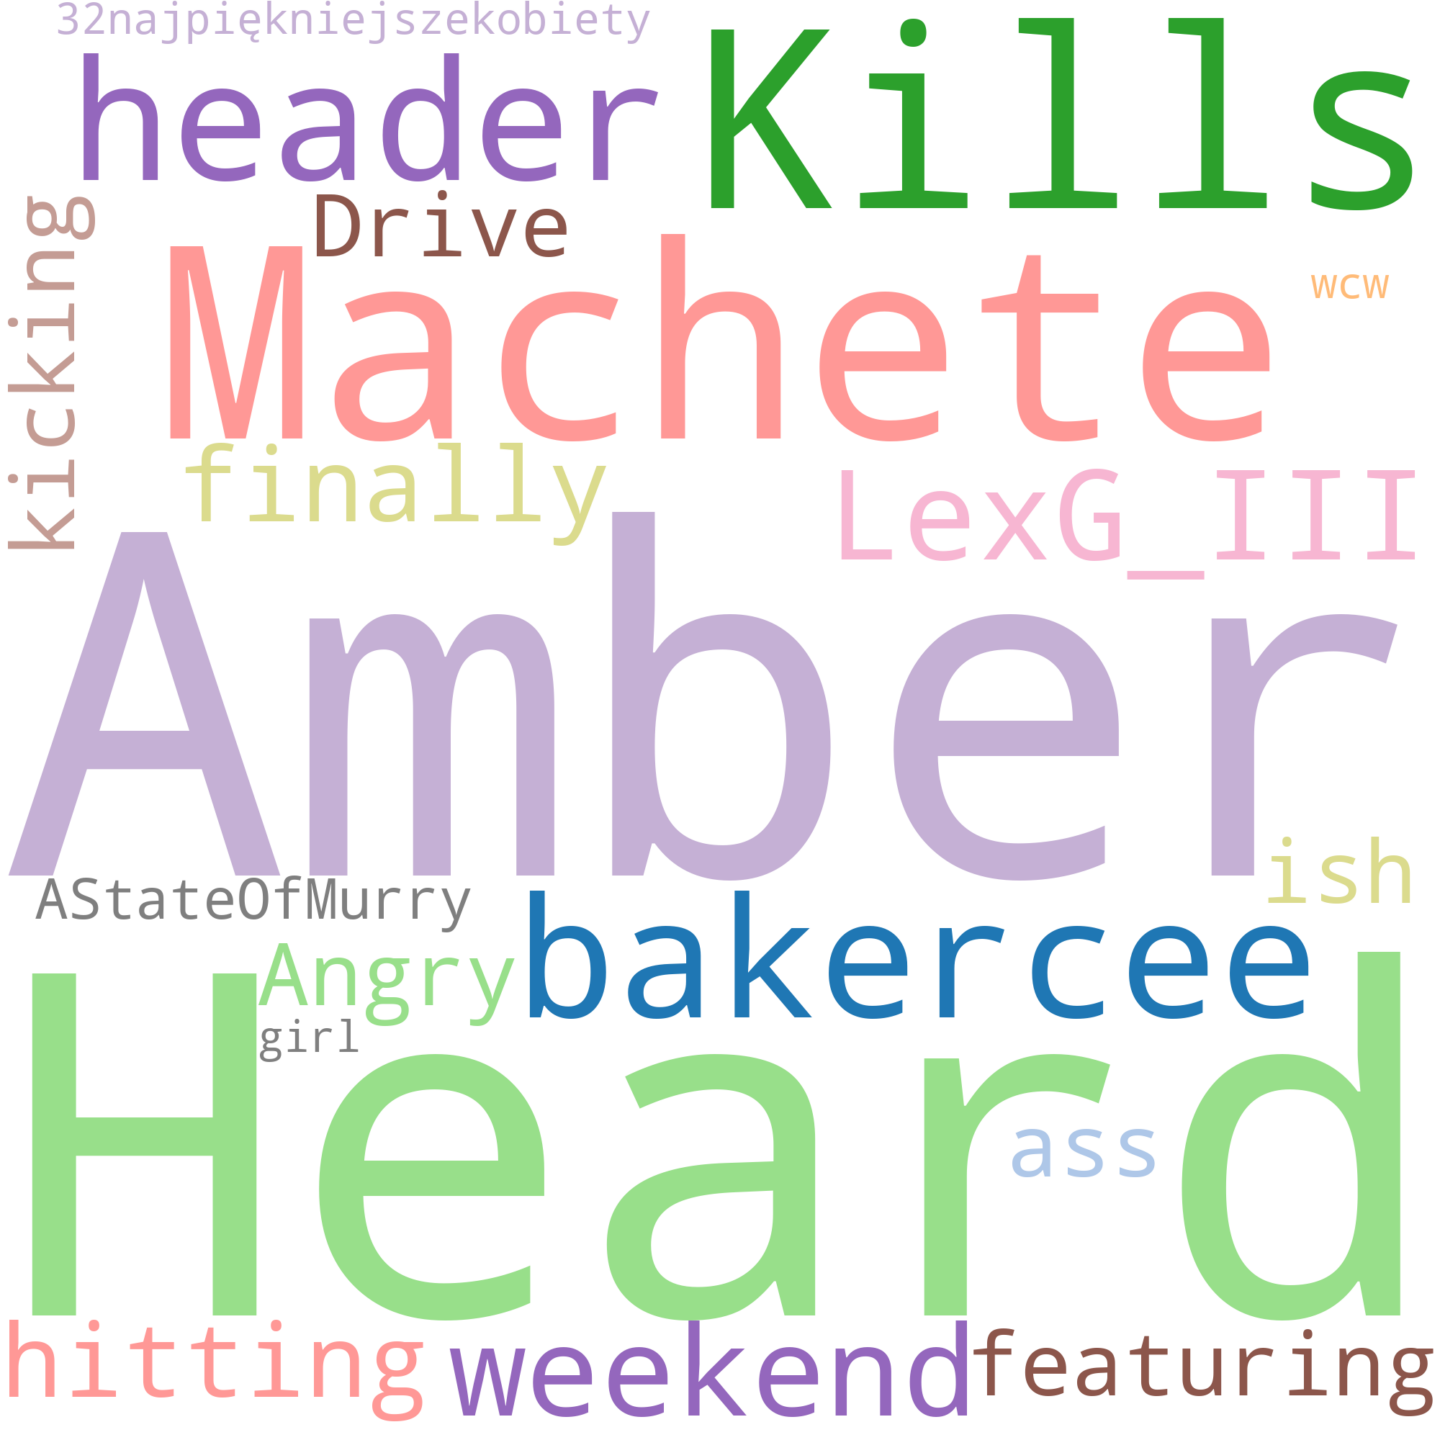 32najpiękniejszekobiety
header
Kills
Drive
kicking
Machete
wcw
finally
LexG_III
Amber
ish
AStateOfMurry
bakercee
Angry
girl
Heard
ass
hitting
weekend
featuring